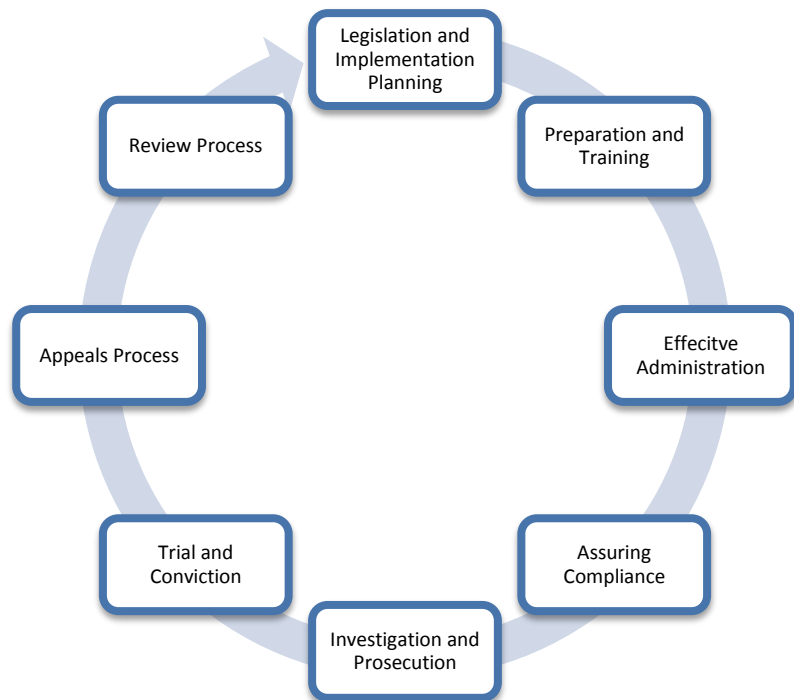 Legislation and
Implementation
Planning
Preparation and
Training
Effecitve
Administration
Assuring
Compliance
Investigation and
Prosecution
Trial and
Conviction
Appeals Process
Review Process